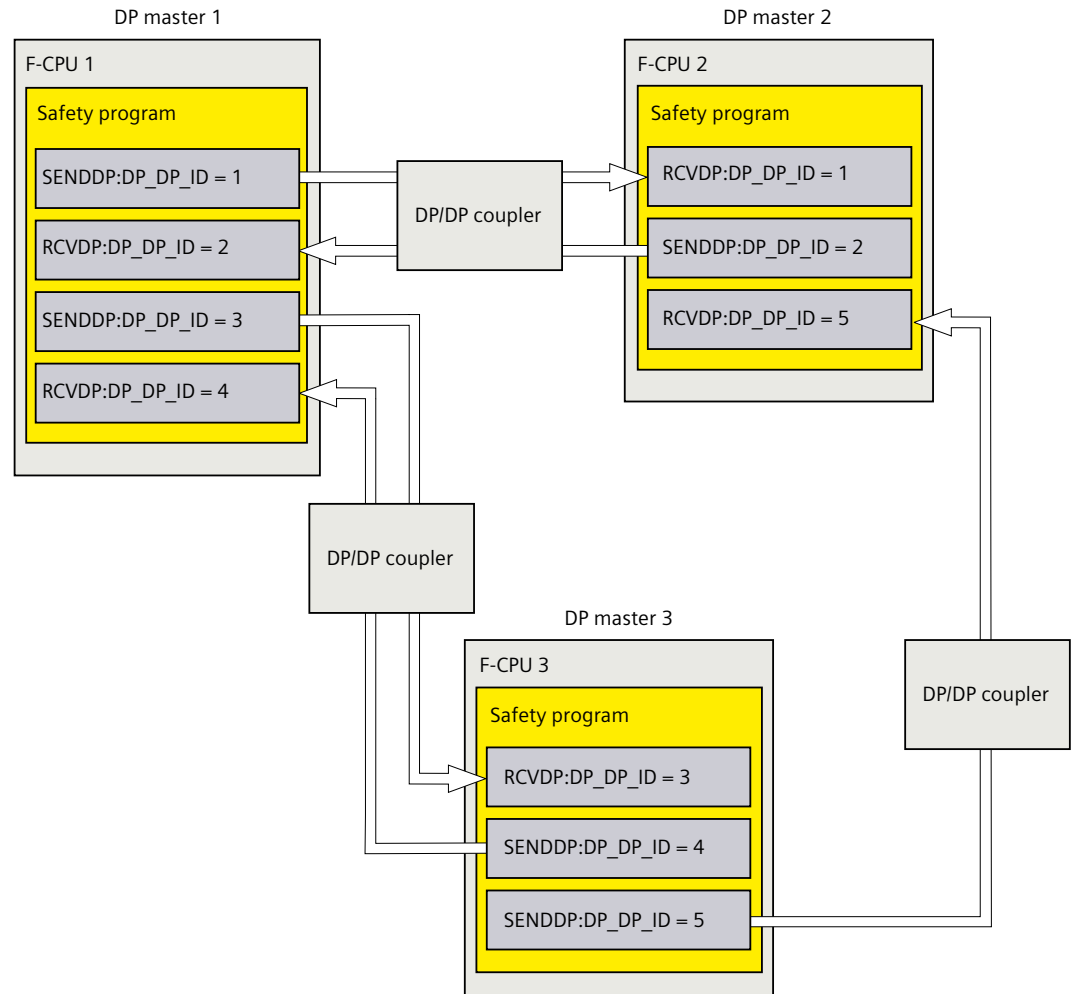 DP master 1
F-CPU 1
Safety program
SENDDP:DP_DP_ID = 1
RCVDP:DP_DP_ID = 2
SENDDP:DP_DP_ID = 3
RCVDP:DP_DP_ID = 4
DP/DP coupler
DP master 2
F-CPU 2
Safety program
RCVDP:DP_DP_ID = 1
SENDDP:DP_DP_ID = 2
RCVDP:DP_DP_ID = 5
DP/DP coupler
DP master 3
F-CPU 3
Safety program
RCVDP:DP_DP_ID = 3
SENDDP:DP_DP_ID = 4
SENDDP:DP_DP_ID = 5
DP/DP coupler